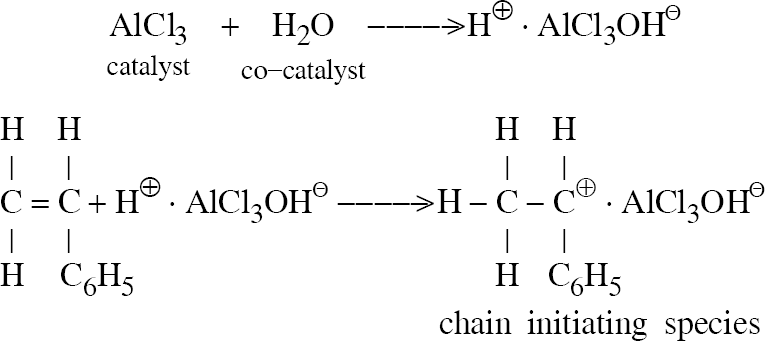 AlCl₃ + H₂O ––––→ H⊕ · AlCl₃OH⊖
catalyst co–catalyst
H H H H
| | | |
C = C + H⊕ · AlCl₃OH⊖ ––––→ H – C – C⊕ · AlCl₃OH⊖
| | | |
H C₆H₅ H C₆H₅
chain initiating species